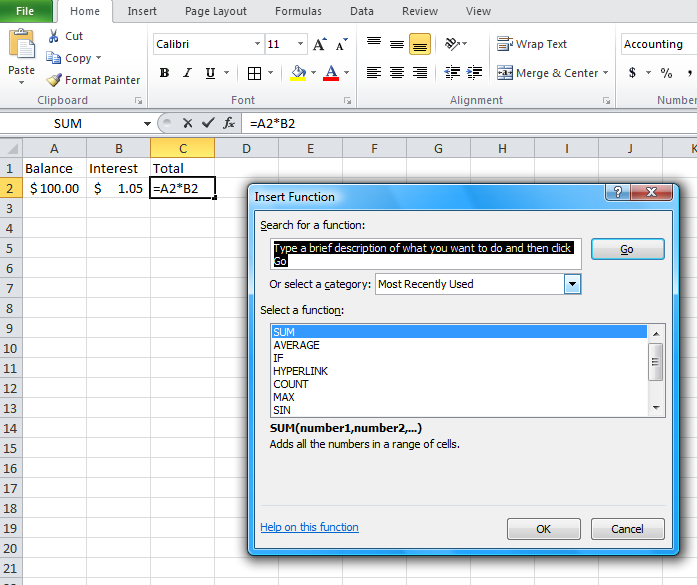 File Home Insert Page Layout Formulas Data Review View
Cut
Calibri 11 A A Wrap Text Accounting
Copy
Paste
Format Painter B I U A Merge & Center $ % ,
Clipboard Font Alignment Number
SUM fx =A2*B2
A B C D E F G H I J K
1 Balance Interest Total
2 $ 100.00 $ 1.05 =A2*B2
3
4
5
6
7
8
9
10
11
12
13
14
15
16
17
18
19
20
21
Insert Function ?
Search for a function:
Type a brief description of what you want to do and then click
Go
Go
Or select a category: Most Recently Used
Select a function:
SUM
AVERAGE
IF
HYPERLINK
COUNT
MAX
SIN
SUM(number1,number2,...)
Adds all the numbers in a range of cells.
Help on this function OK Cancel